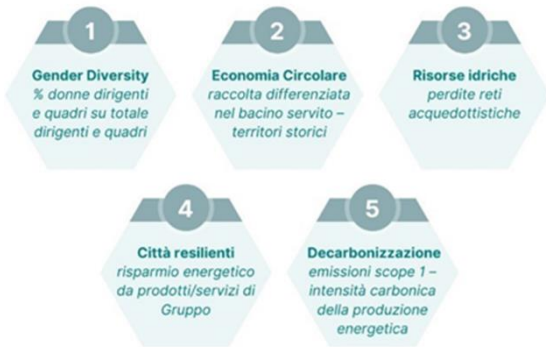 1
Gender Diversity
% donne dirigenti
e quadri su totale
dirigenti e quadri
2
Economia Circolare
raccolta differenziata
nel bacino servito –
territori storici
3
Risorse idriche
perdite reti
acquedottistiche
4
Città resilienti
risparmio energetico
da prodotti/servizi di
Gruppo
5
Decarbonizzazione
emissioni scope 1 –
intensità carbonica
della produzione
energetica